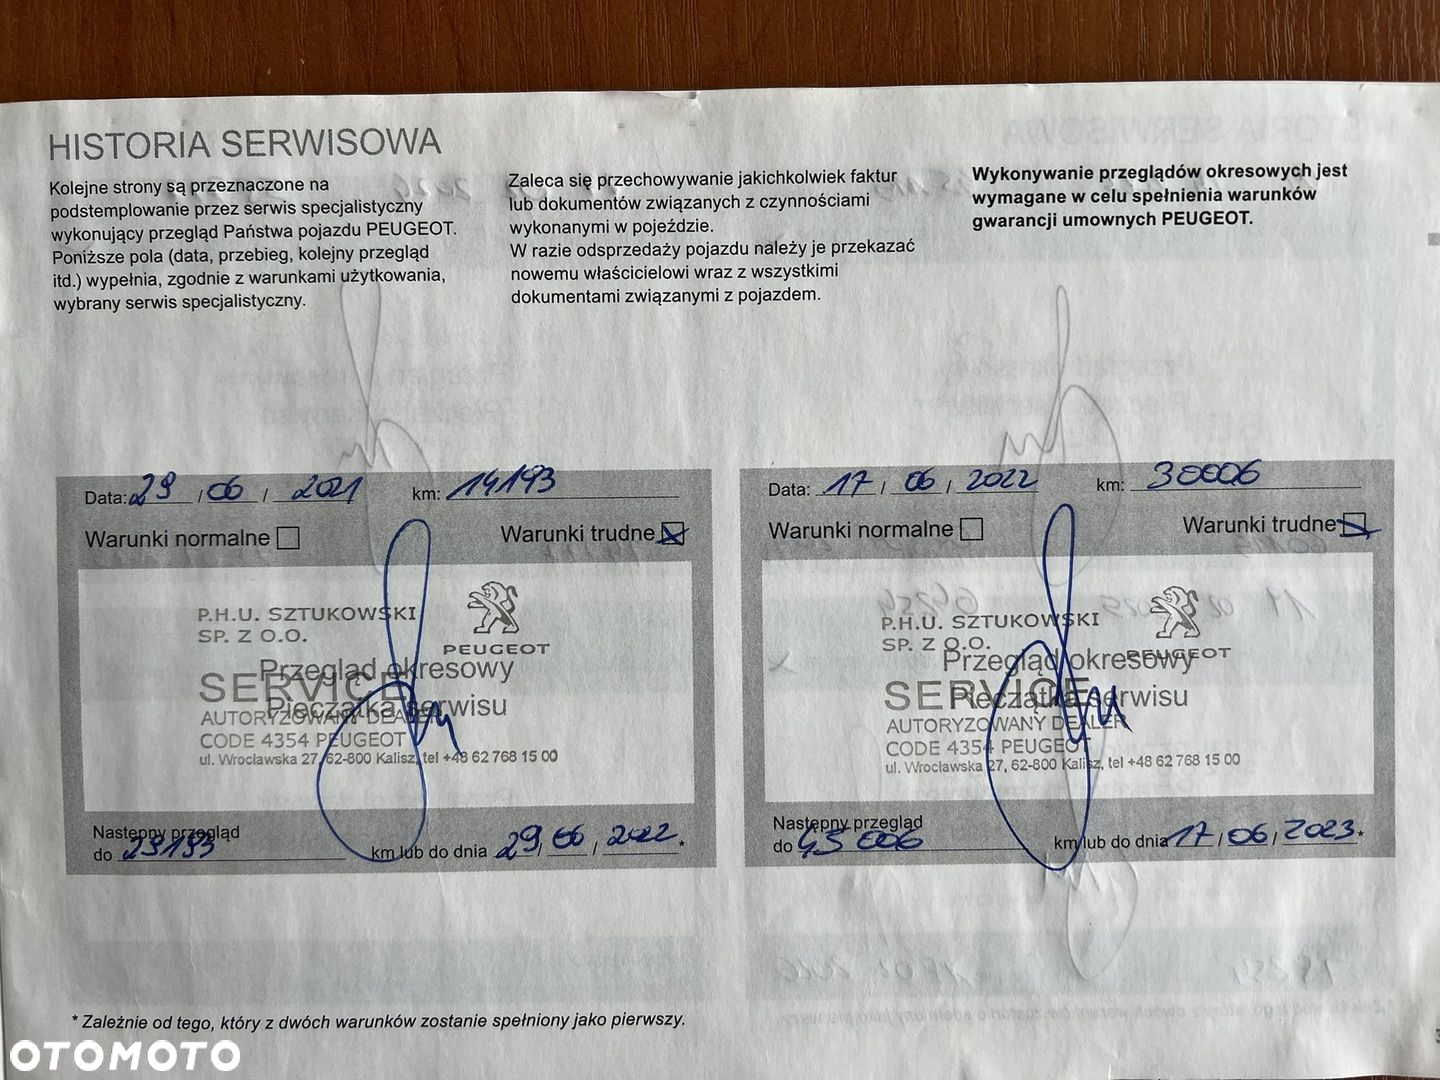 HISTORIA SERWISOWA
Kolejne strony są przeznaczone na
podstemplowanie przez serwis specjalistyczny
wykonujący przegląd Państwa pojazdu PEUGEOT.
Poniższe pola (data, przebieg, kolejny przegląd
itd.) wypełnia, zgodnie z warunkami użytkowania,
wybrany serwis specjalistyczny.
Zaleca się przechowywanie jakichkolwiek faktur
lub dokumentów związanych z czynnościami
wykonanymi w pojeździe.
W razie odsprzedaży pojazdu należy je przekazać
nowemu właścicielowi wraz z wszystkimi
dokumentami związanymi z pojazdem.
Wykonywanie przeglądów okresowych jest
wymagane w celu spełnienia warunków
gwarancji umownych PEUGEOT.
Data: 29 / 06 / 2021 km: 14193
Warunki normalne Warunki trudne
P.H.U. SZTUKOWSKI
SP. Z O.O.
PEUGEOT
Przegląd okresowy
SERVICE
Pieczątka serwisu
AUTORYZOWANY DEALER
CODE 4354 PEUGEOT
ul. Wrocławska 27, 62-800 Kalisz, tel +48 62 768 15 00
Następny przegląd
do 29193 km lub do dnia 29 / 06 / 2022 *
Data: 17 / 06 / 2022 km: 30006
Warunki normalne Warunki trudne
P.H.U. SZTUKOWSKI
SP. Z O.O.
PEUGEOT
Przegląd okresowy
SERVICE
Pieczątka serwisu
AUTORYZOWANY DEALER
CODE 4354 PEUGEOT
ul. Wrocławska 27, 62-800 Kalisz, tel +48 62 768 15 00
Następny przegląd
do 45 006 km lub do dnia 17 / 06 / 2023 *
* Zależnie od tego, który z dwóch warunków zostanie spełniony jako pierwszy.
OTOMOTO